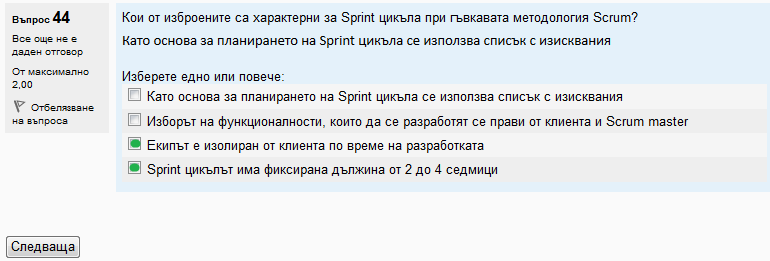 Въпрос 44
Все още не е
даден отговор
От максимално
2,00
Отбелязване
на въпроса
Кои от изброените са характерни за Sprint цикъла при гъвкавата методология Scrum?
Като основа за планирането на Sprint цикъла се използва списък с изисквания
Изберете едно или повече:
Като основа за планирането на Sprint цикъла се използва списък с изисквания
Изборът на функционалности, които да се разработят се прави от клиента и Scrum master
Екипът е изолиран от клиента по време на разработката
Sprint цикълът има фиксирана дължина от 2 до 4 седмици
Следваща